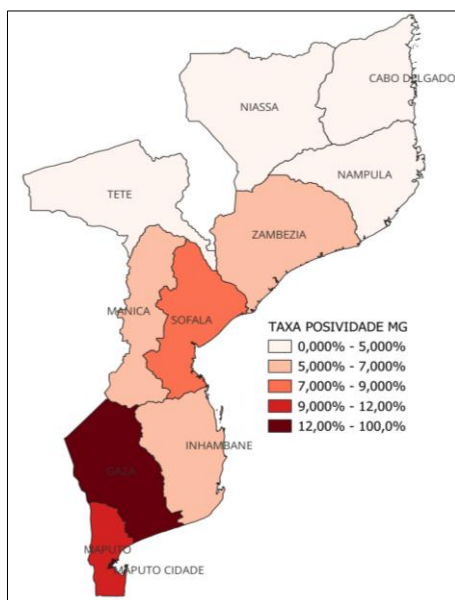 CABO DELGADO
NIASSA
NAMPULA
TETE
ZAMBEZIA
MANICA
SOFALA
TAXA POSIVIDADE MG
0,000% - 5,000%
5,000% - 7,000%
7,000% - 9,000%
9,000% - 12,00%
12,00% - 100,0%
INHAMBANE
GAZA
MAPUTO
MAPUTO CIDADE